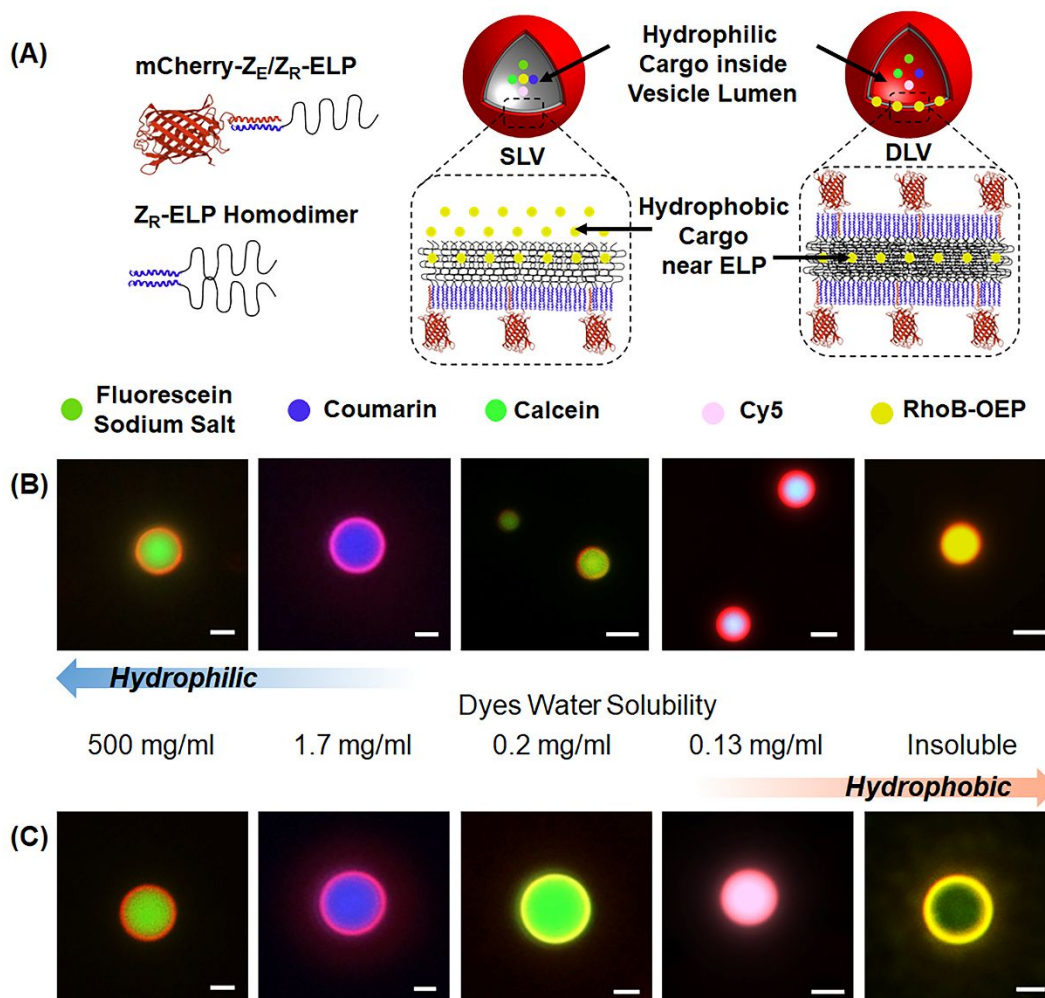 (A)
mCherry-ZE/ZR-ELP
ZR-ELP Homodimer
Hydrophilic
Cargo inside
Vesicle Lumen
SLV
DLV
Hydrophobic
Cargo
near ELP
Fluorescein
Sodium Salt
Coumarin
Calcein
Cy5
RhoB-OEP
(B)
Hydrophilic
Dyes Water Solubility
500 mg/ml
1.7 mg/ml
0.2 mg/ml
0.13 mg/ml
Insoluble
Hydrophobic
(C)